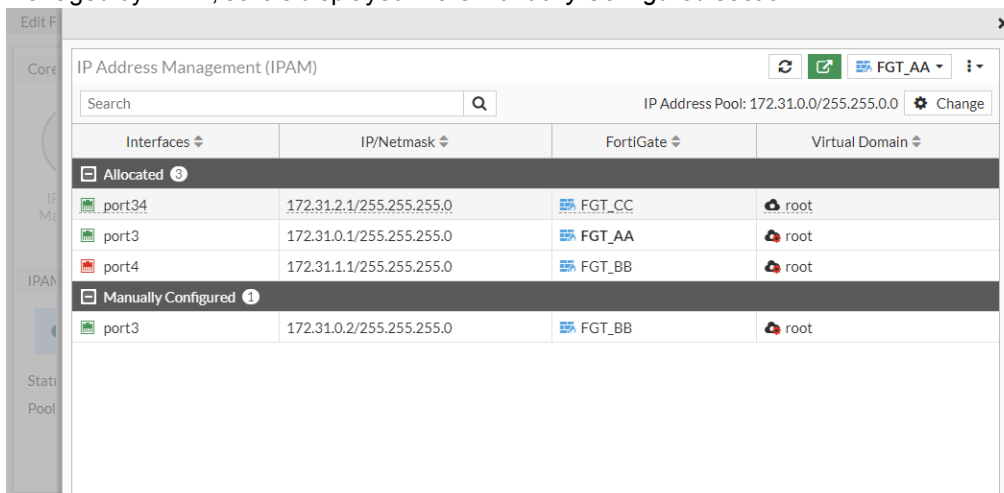 Edit F
Core
IP Address Management (IPAM)
FGT_AA
Search
IP Address Pool: 172.31.0.0/255.255.0.0 Change
Interfaces IP/Netmask FortiGate Virtual Domain
Allocated 3
port34 172.31.2.1/255.255.255.0 FGT_CC root
port3 172.31.0.1/255.255.255.0 FGT_AA root
port4 172.31.1.1/255.255.255.0 FGT_BB root
IPAM
Manually Configured 1
port3 172.31.0.2/255.255.255.0 FGT_BB root
Stat
Pool